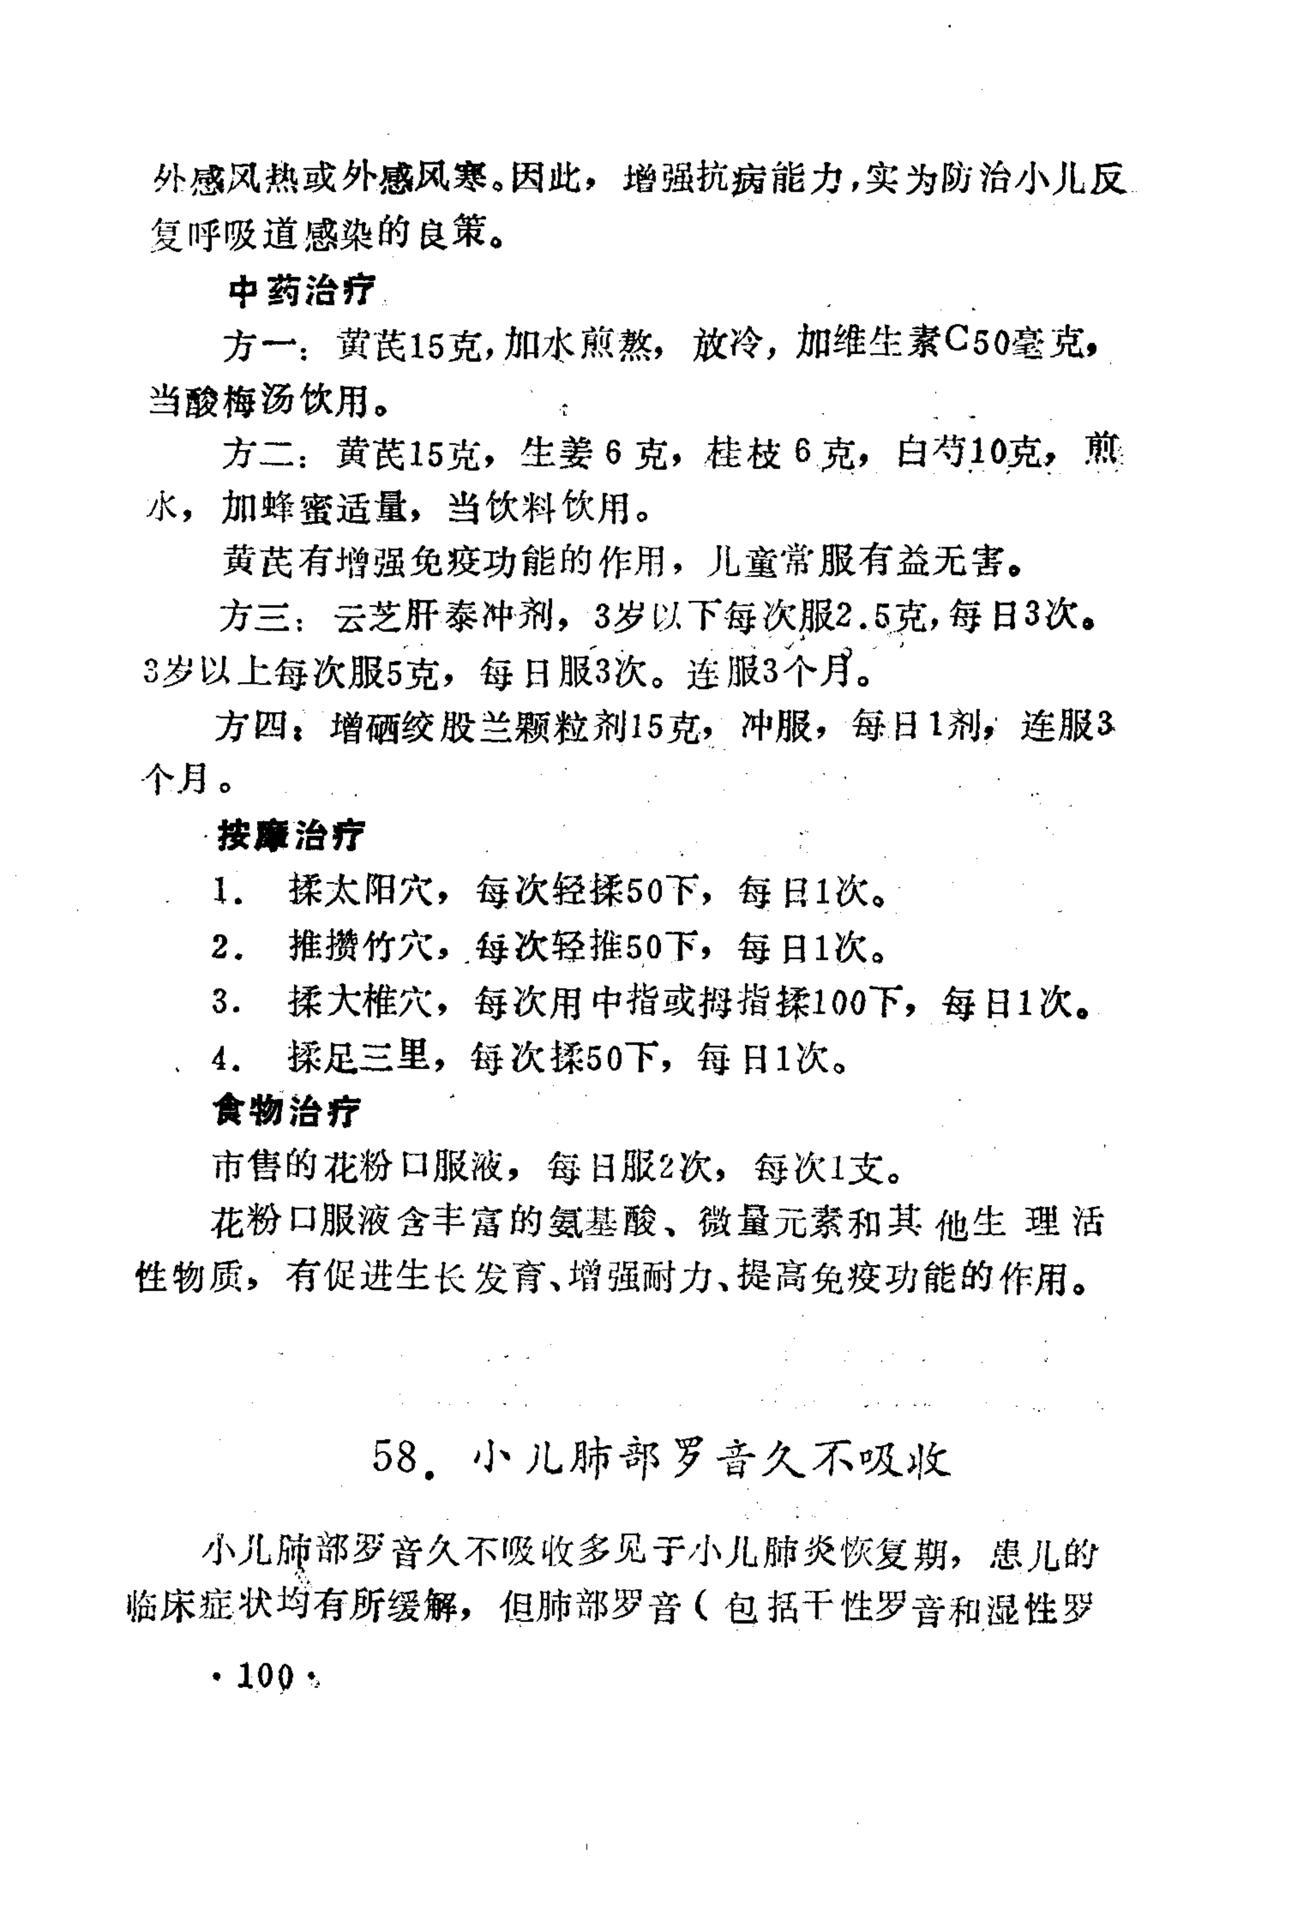 外感风热或外感风寒。因此，增强抗病能力，实为防治小儿反
复呼吸道感染的良策。
中药治疗
方一：黄芪15克，加水煎熬，放冷，加维生素C50毫克，
当酸梅汤饮用。
方二：黄芪15克，生姜6克，桂枝6克，白芍10克，煎
水，加蜂蜜适量，当饮料饮用。
黄芪有增强免疫功能的作用，儿童常服有益无害。
方三：云芝肝泰冲剂，3岁以下每次服2.5克，每日3次。
3岁以上每次服5克，每日服3次。连服3个月。
方四：增硒绞股兰颗粒剂15克，冲服，每日1剂，连服3
个月。
按摩治疗
1. 揉太阳穴，每次轻揉50下，每日1次。
2. 推攒竹穴，每次轻推50下，每日1次。
3. 揉大椎穴，每次用中指或拇指揉100下，每日1次。
4. 揉足三里，每次揉50下，每日1次。
食物治疗
市售的花粉口服液，每日服2次，每次1支。
花粉口服液含丰富的氨基酸、微量元素和其他生理活
性物质，有促进生长发育、增强耐力、提高免疫功能的作用。
58. 小儿肺部罗音久不吸收
小儿肺部罗音久不吸收多见于小儿肺炎恢复期，患儿的
临床症状均有所缓解，但肺部罗音（包括干性罗音和湿性罗
·100·